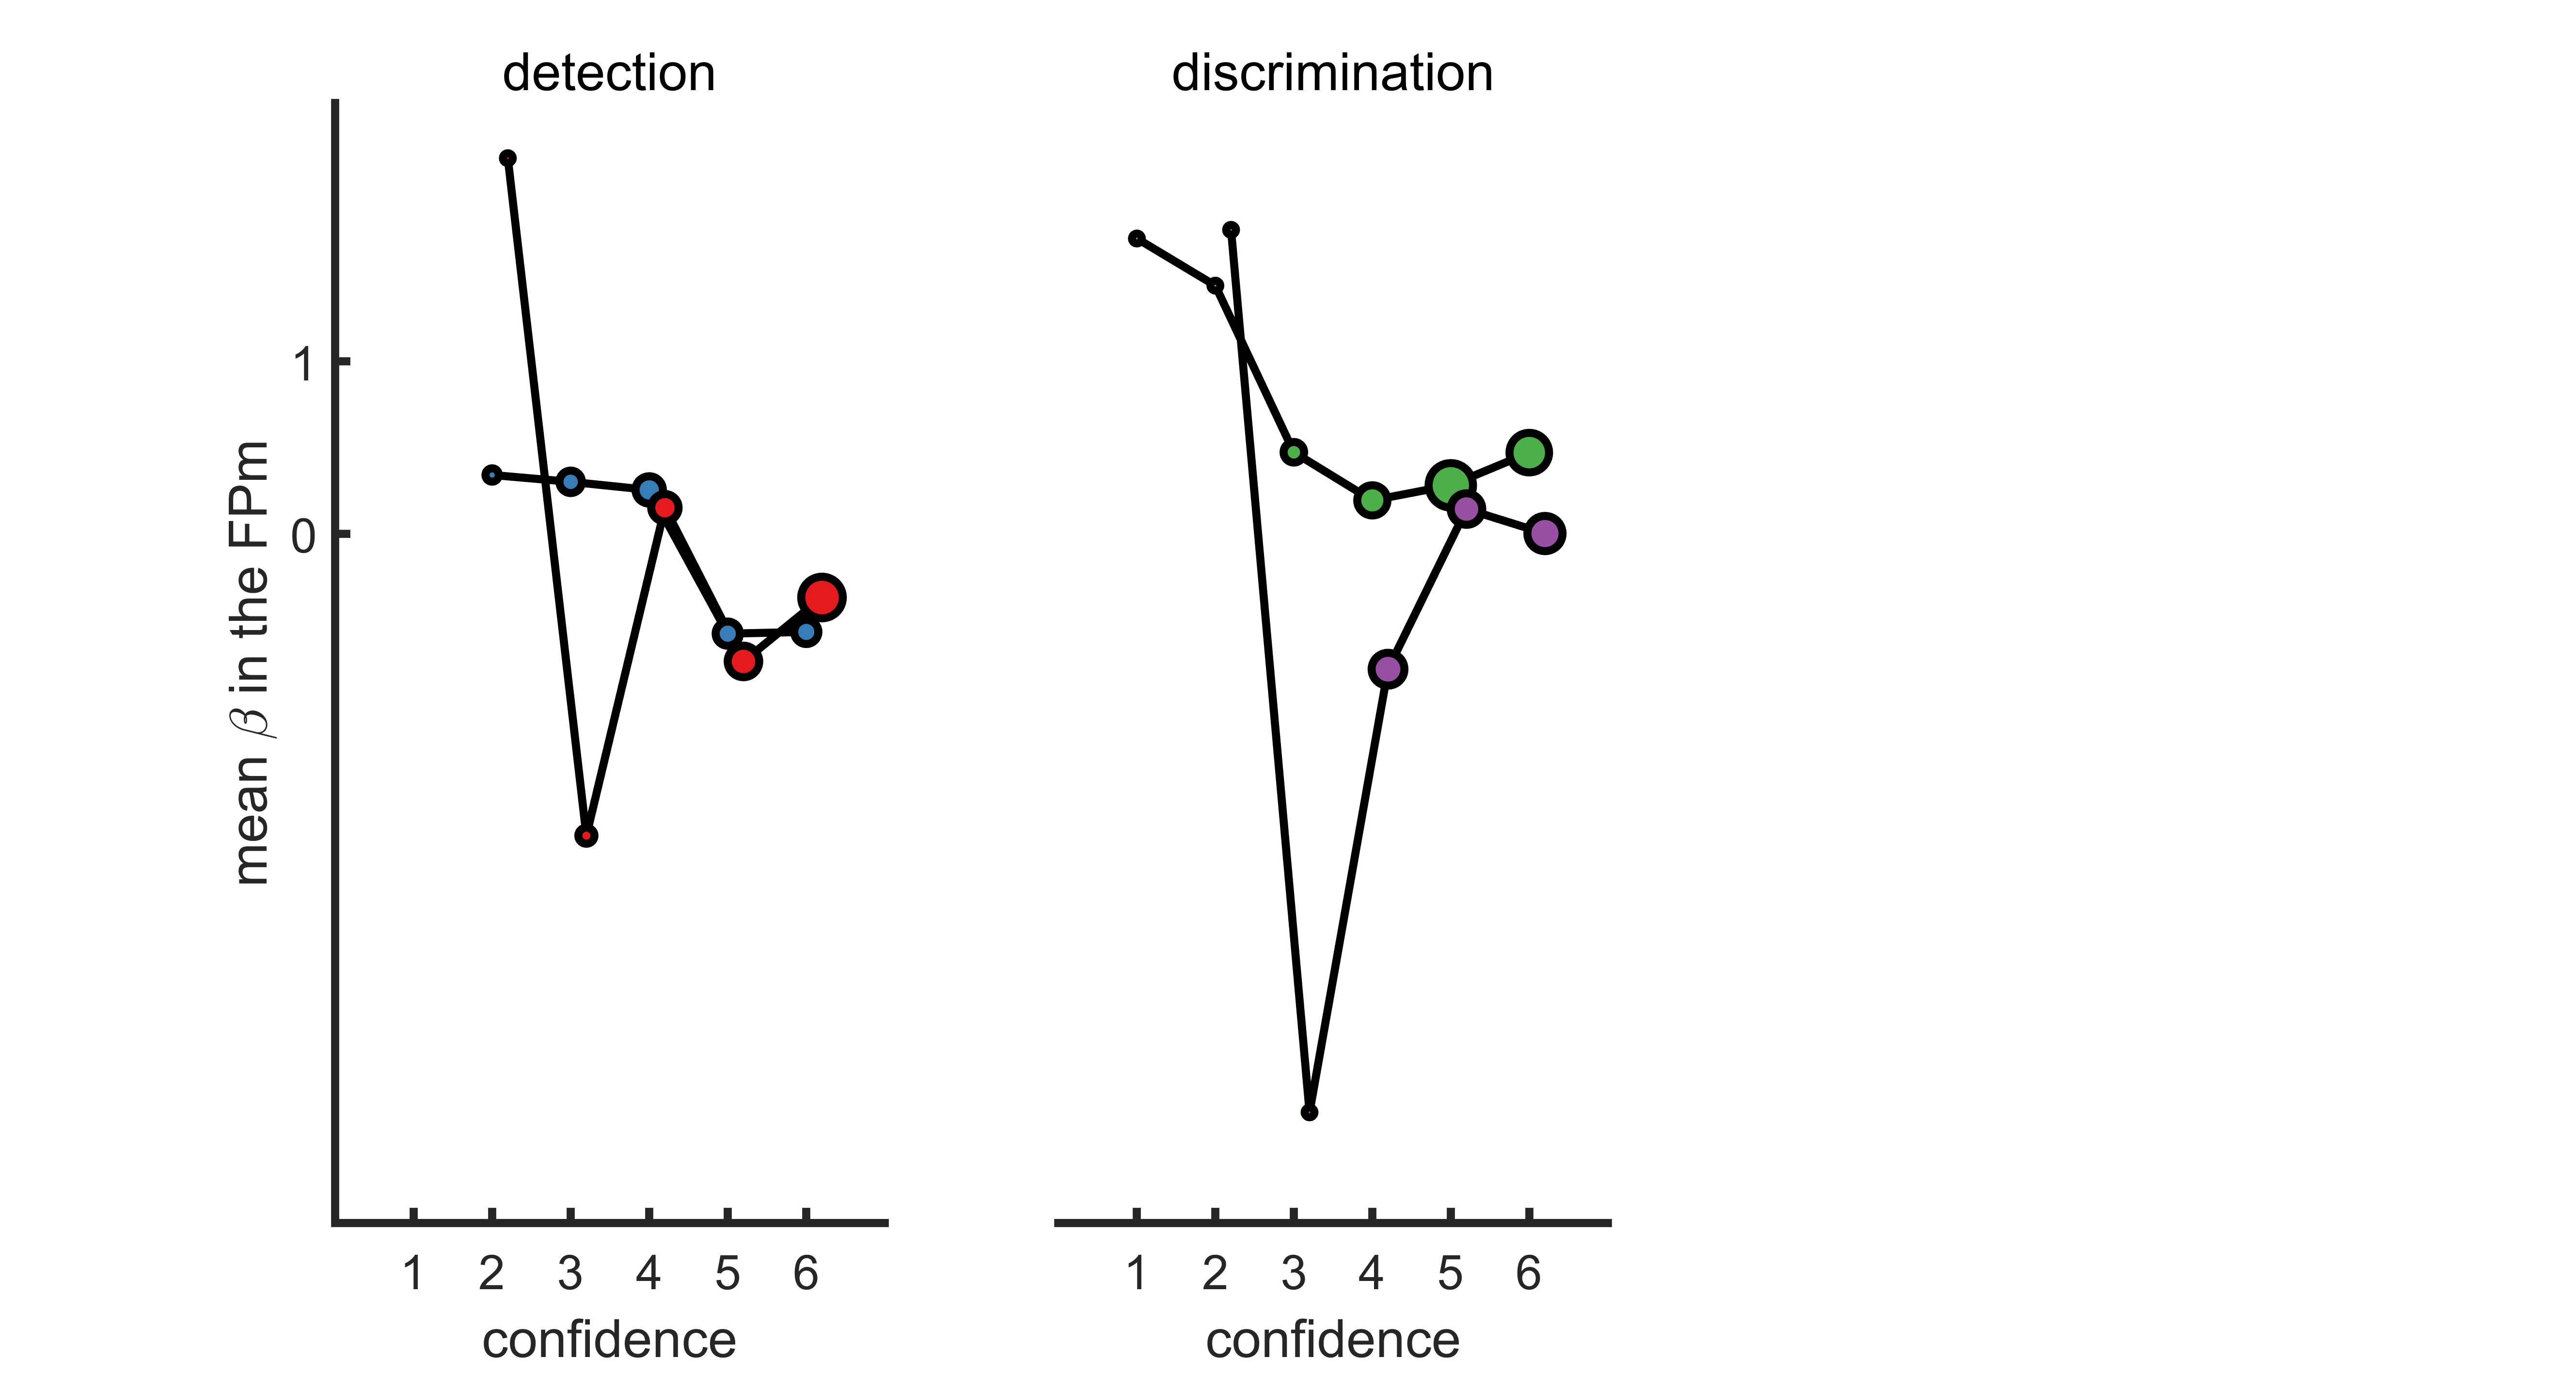 detection
discrimination
mean β in the FPm
1
0
1 2 3 4 5 6
1 2 3 4 5 6
confidence
confidence